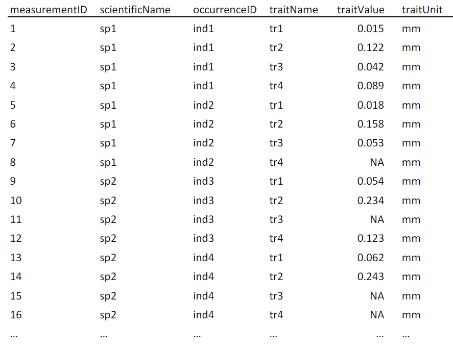 measurementID scientificName occurrenceID traitName traitValue traitUnit
1 sp1 ind1 tr1 0.015 mm
2 sp1 ind1 tr2 0.122 mm
3 sp1 ind1 tr3 0.042 mm
4 sp1 ind1 tr4 0.089 mm
5 sp1 ind2 tr1 0.018 mm
6 sp1 ind2 tr2 0.158 mm
7 sp1 ind2 tr3 0.053 mm
8 sp1 ind2 tr4 NA mm
9 sp2 ind3 tr1 0.054 mm
10 sp2 ind3 tr2 0.234 mm
11 sp2 ind3 tr3 NA mm
12 sp2 ind3 tr4 0.123 mm
13 sp2 ind4 tr1 0.062 mm
14 sp2 ind4 tr2 0.243 mm
15 sp2 ind4 tr3 NA mm
16 sp2 ind4 tr4 NA mm
... ... ... ... ... ...